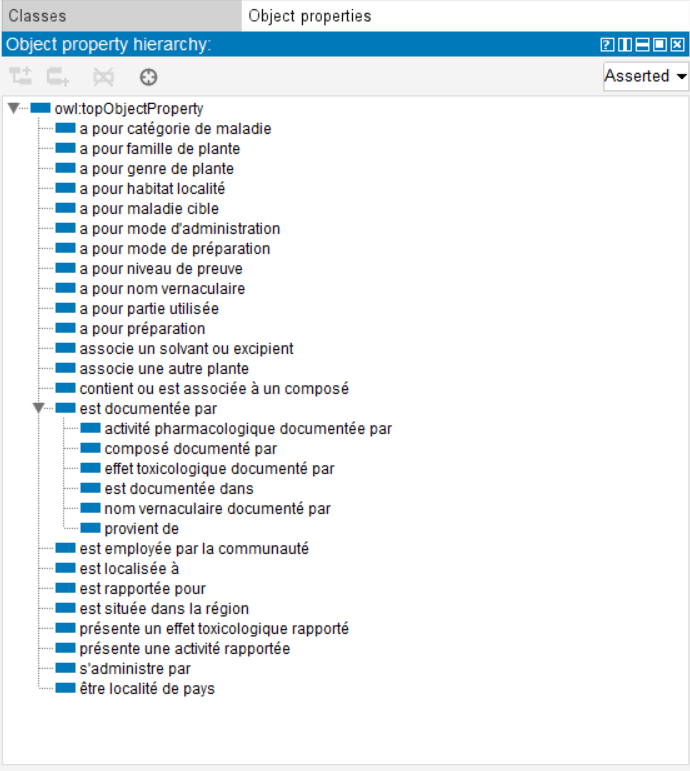 Classes
Object properties
Object property hierarchy:
Asserted
owl:topObjectProperty
a pour catégorie de maladie
a pour famille de plante
a pour genre de plante
a pour habitat localité
a pour maladie cible
a pour mode d'administration
a pour mode de préparation
a pour niveau de preuve
a pour nom vernaculaire
a pour partie utilisée
a pour préparation
associe un solvant ou excipient
associe une autre plante
contient ou est associée à un composé
est documentée par
activité pharmacologique documentée par
composé documenté par
effet toxicologique documenté par
est documentée dans
nom vernaculaire documenté par
provient de
est employée par la communauté
est localisée à
est rapportée pour
est située dans la région
présente un effet toxicologique rapporté
présente une activité rapportée
s'administre par
être localité de pays